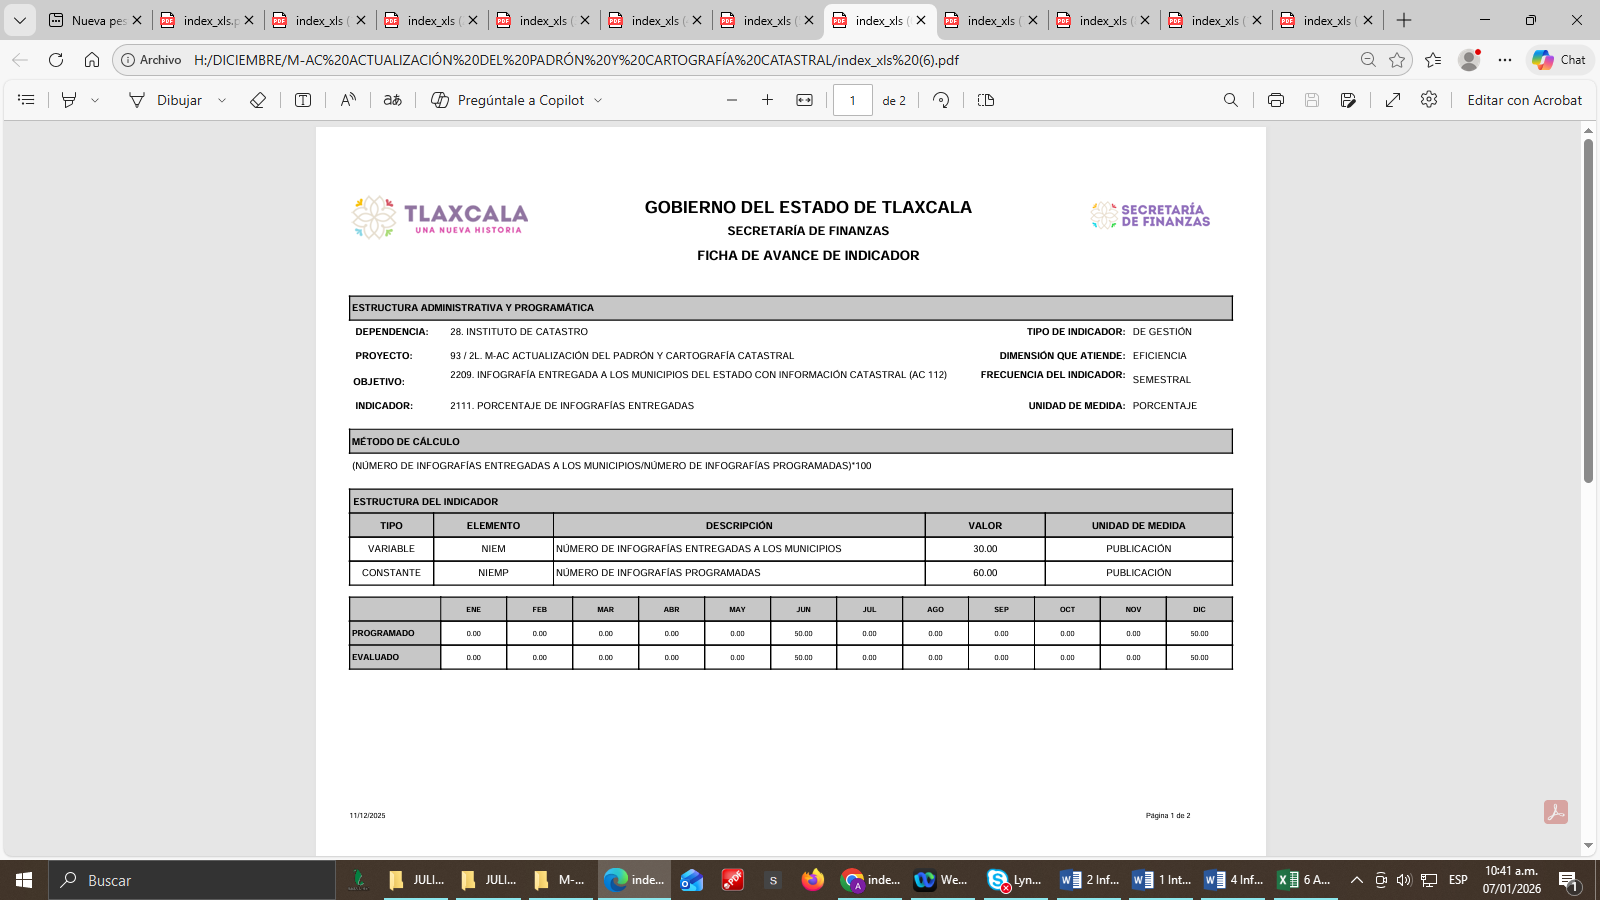 Nueva pes
index_xls.p
index_xls (
index_xls (
index_xls (
index_xls (
index_xls (
index_xls (
index_xls (
index_xls (
index_xls (
index_xls (
Archivo
H:/DICIEMBRE/M-AC%20ACTUALIZACIÓN%20DEL%20PADRÓN%20Y%20CARTOGRAFÍA%20CATASTRAL/index_xls%20(6).pdf
Chat
Dibujar
Pregúntale a Copilot
1 de 2
Editar con Acrobat
TLAXCALA
UNA NUEVA HISTORIA
GOBIERNO DEL ESTADO DE TLAXCALA
SECRETARÍA DE FINANZAS
FICHA DE AVANCE DE INDICADOR
SECRETARÍA
DE FINANZAS
ESTRUCTURA ADMINISTRATIVA Y PROGRAMÁTICA
DEPENDENCIA: 28. INSTITUTO DE CATASTRO TIPO DE INDICADOR: DE GESTIÓN
PROYECTO: 93 / 2L. M-AC ACTUALIZACIÓN DEL PADRÓN Y CARTOGRAFÍA CATASTRAL DIMENSIÓN QUE ATIENDE: EFICIENCIA
OBJETIVO: 2209. INFOGRAFÍA ENTREGADA A LOS MUNICIPIOS DEL ESTADO CON INFORMACIÓN CATASTRAL (AC 112) FRECUENCIA DEL INDICADOR: SEMESTRAL
INDICADOR: 2111. PORCENTAJE DE INFOGRAFÍAS ENTREGADAS UNIDAD DE MEDIDA: PORCENTAJE
MÉTODO DE CÁLCULO
(NÚMERO DE INFOGRAFÍAS ENTREGADAS A LOS MUNICIPIOS/NÚMERO DE INFOGRAFÍAS PROGRAMADAS)*100
ESTRUCTURA DEL INDICADOR
TIPO ELEMENTO DESCRIPCIÓN VALOR UNIDAD DE MEDIDA
VARIABLE NIEM NÚMERO DE INFOGRAFÍAS ENTREGADAS A LOS MUNICIPIOS 30.00 PUBLICACIÓN
CONSTANTE NIEMP NÚMERO DE INFOGRAFÍAS PROGRAMADAS 60.00 PUBLICACIÓN
ENE FEB MAR ABR MAY JUN JUL AGO SEP OCT NOV DIC
PROGRAMADO 0.00 0.00 0.00 0.00 0.00 50.00 0.00 0.00 0.00 0.00 0.00 50.00
EVALUADO 0.00 0.00 0.00 0.00 0.00 50.00 0.00 0.00 0.00 0.00 0.00 50.00
11/12/2025 Página 1 de 2
Buscar
JULI...
JULI...
M-...
inde...
inde...
We...
Lyn...
2 Inf...
1 Int...
4 Inf...
6 A...
ESP
10:41 a.m.
07/01/2026
1